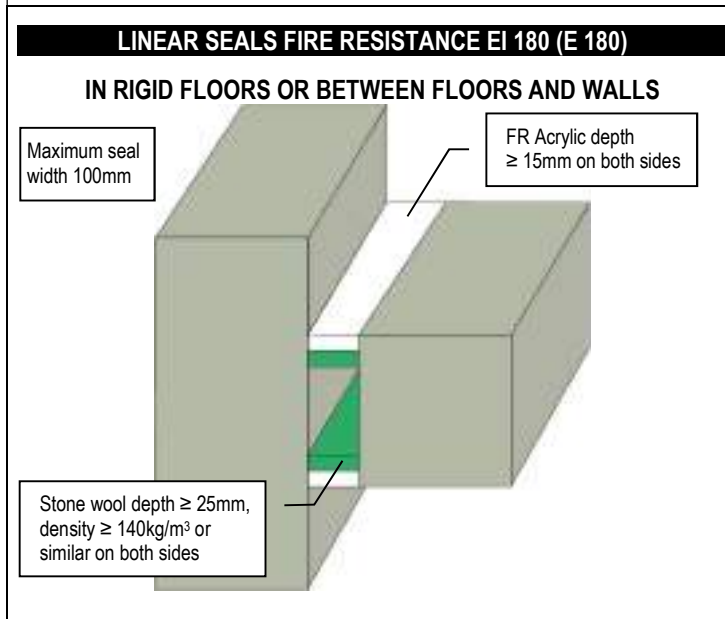 LINEAR SEALS FIRE RESISTANCE EI 180 (E 180)
IN RIGID FLOORS OR BETWEEN FLOORS AND WALLS
Maximum seal
width 100mm
FR Acrylic depth
≥ 15mm on both sides
Stone wool depth ≥ 25mm,
density ≥ 140kg/m³ or
similar on both sides